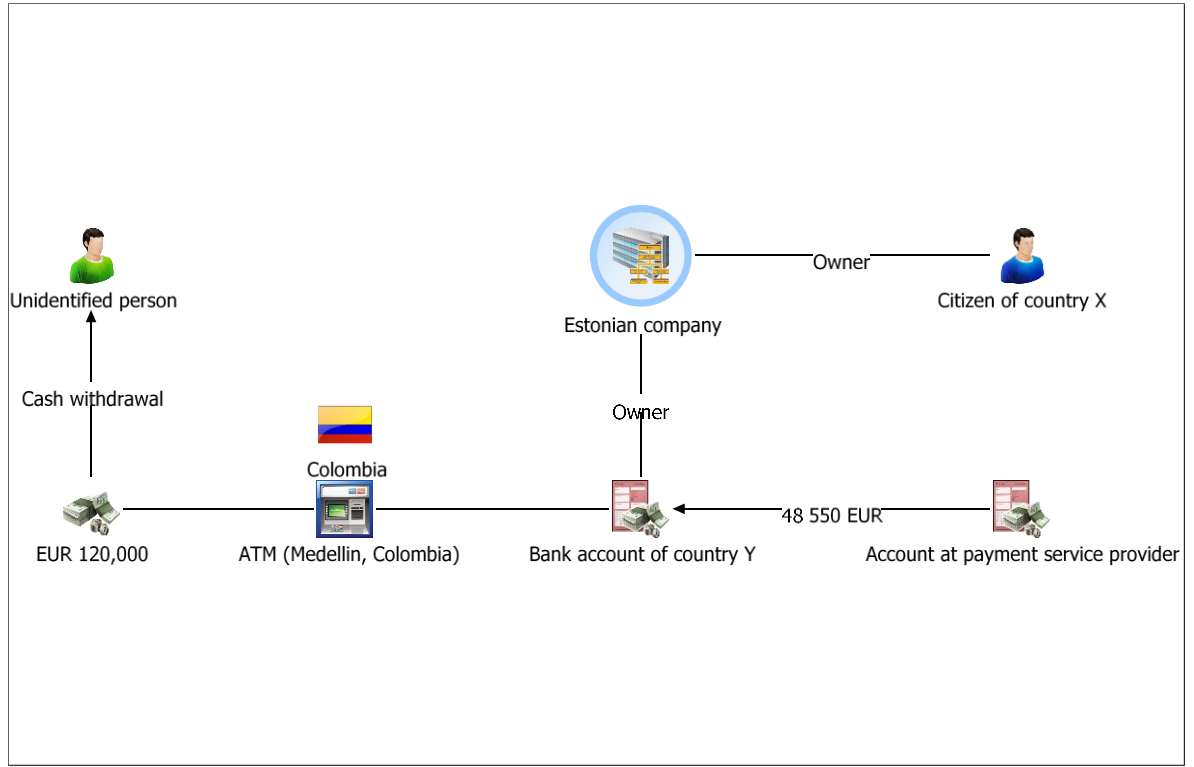 Owner
Unidentified person
Citizen of country X
Estonian company
Cash withdrawal
Owner
Colombia
48 550 EUR
EUR 120,000
ATM (Medellin, Colombia)
Bank account of country Y
Account at payment service provider